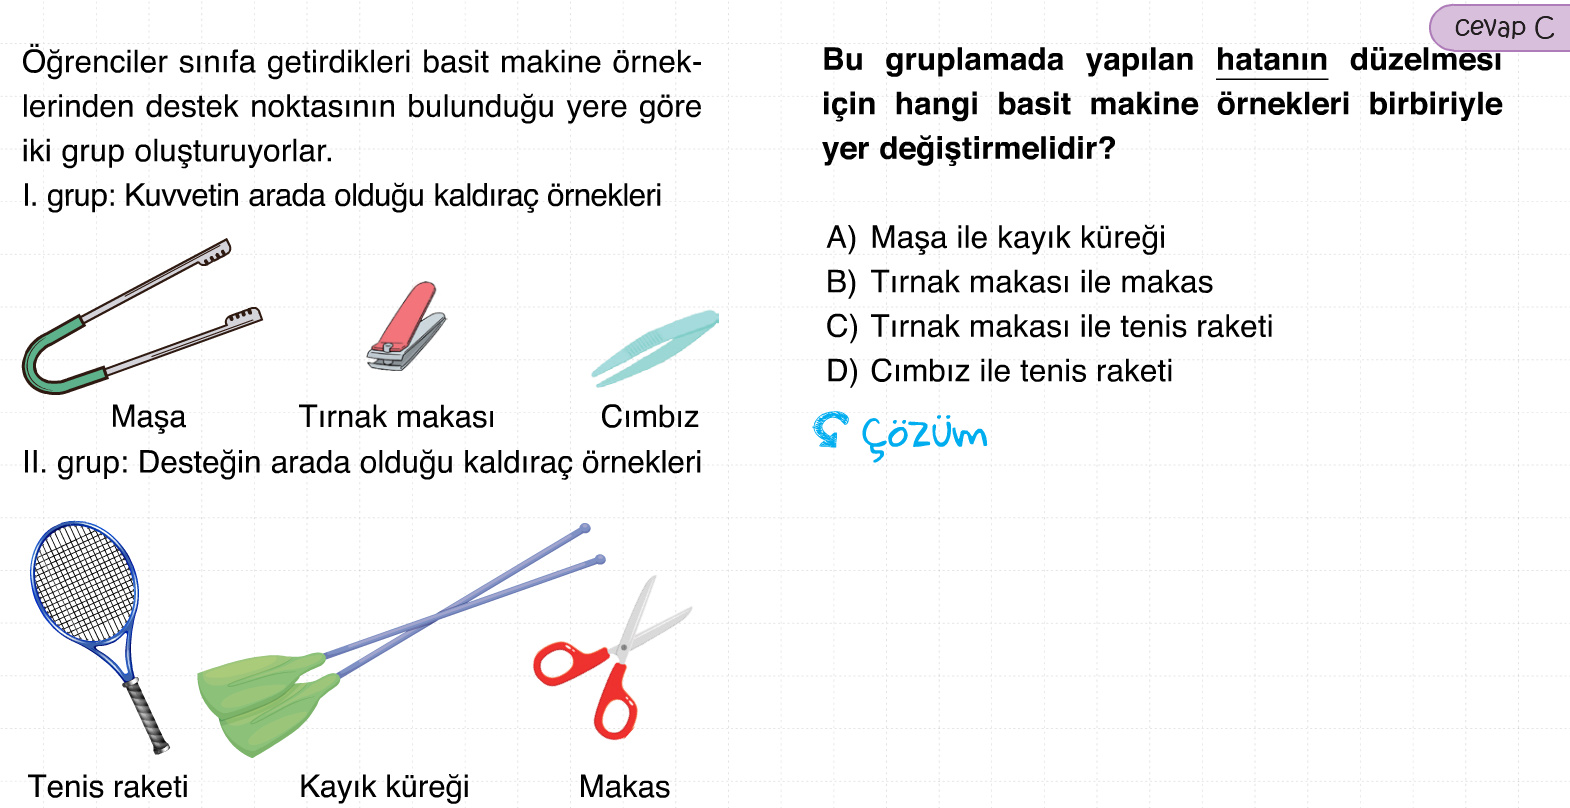 Öğrenciler sınıfa getirdikleri basit makine örnek-
lerinden destek noktasının bulunduğu yere göre
iki grup oluşturuyorlar.
I. grup: Kuvvetin arada olduğu kaldıraç örnekleri
Maşa
Tırnak makası
Cımbız
II. grup: Desteğin arada olduğu kaldıraç örnekleri
Tenis raketi
Kayık küreği
Makas
cevap C
Bu gruplamada yapılan hatanın düzelmesi
için hangi basit makine örnekleri birbiriyle
yer değiştirmelidir?
A) Maşa ile kayık küreği
B) Tırnak makası ile makas
C) Tırnak makası ile tenis raketi
D) Cımbız ile tenis raketi
çözüm